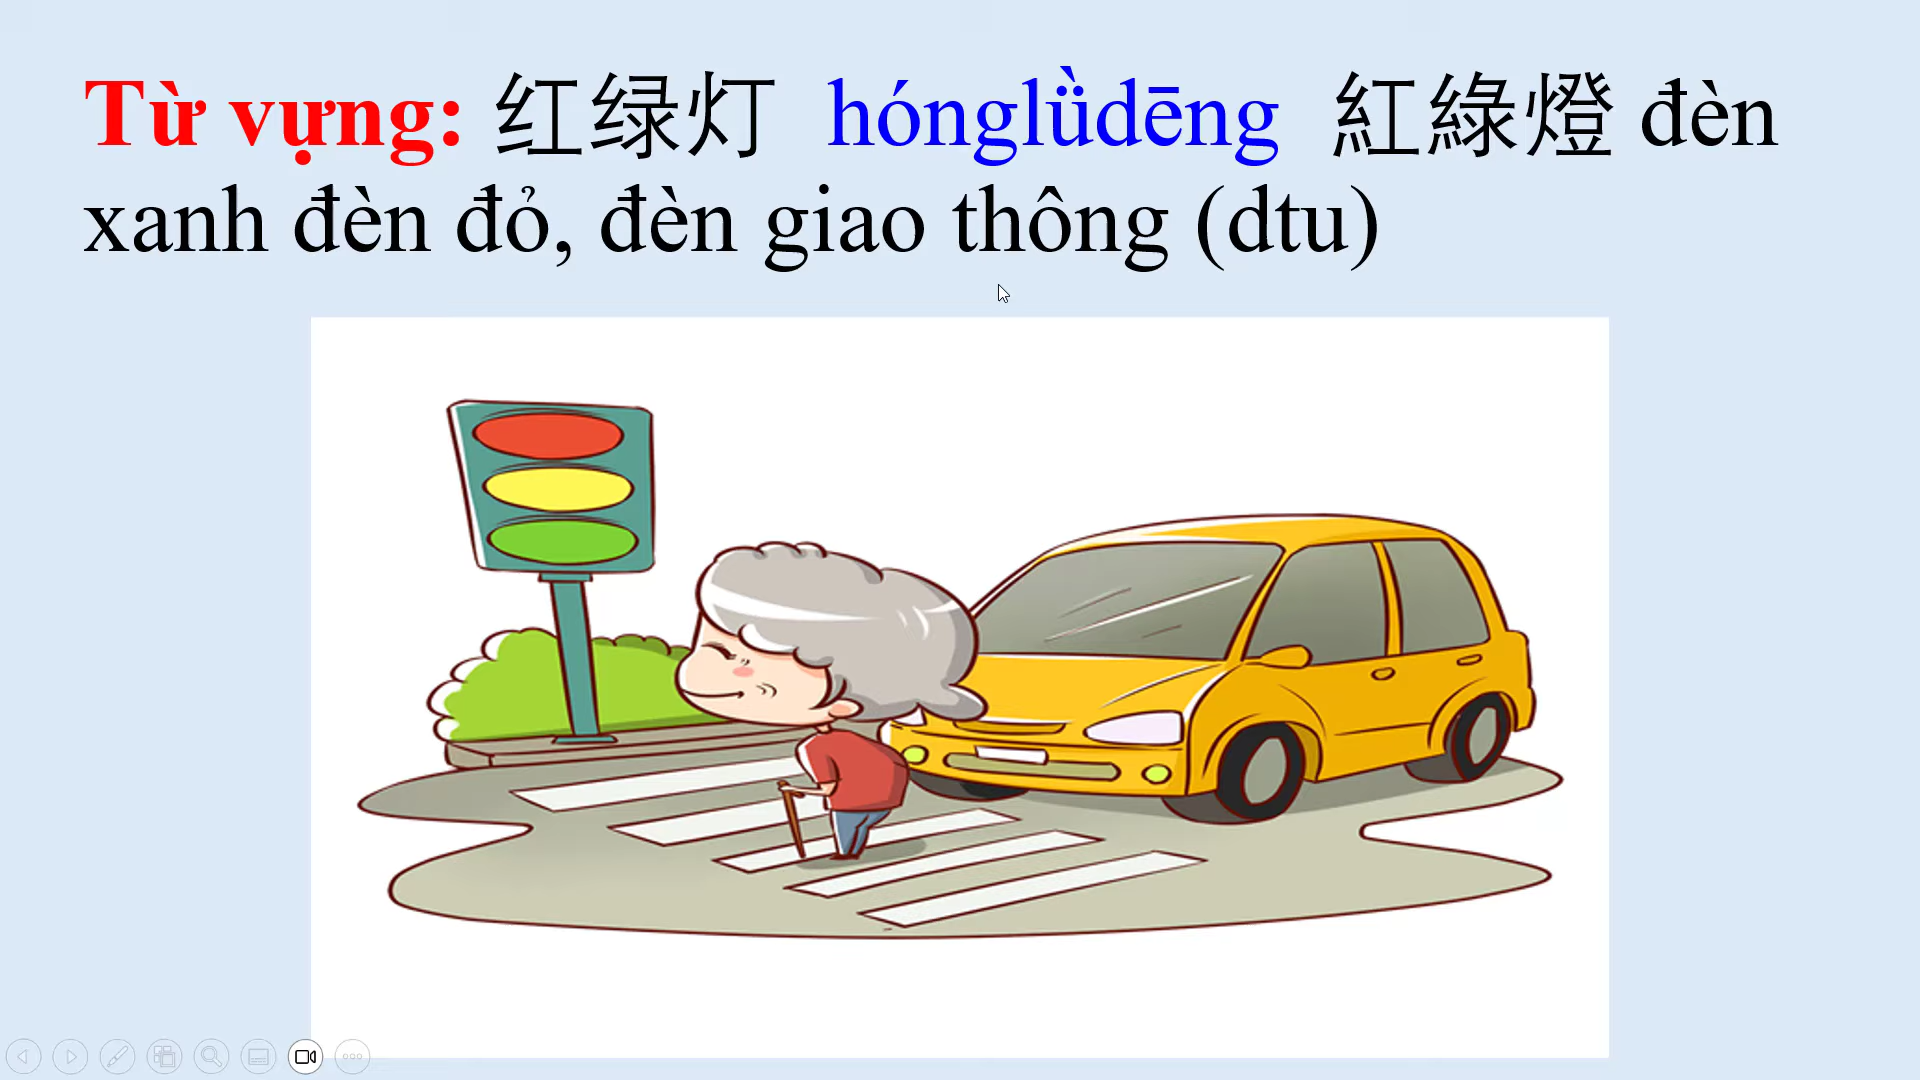 Từ vựng: 红绿灯 hónglǜdēng 紅綠燈 đèn
xanh đèn đỏ, đèn giao thông (dtu)